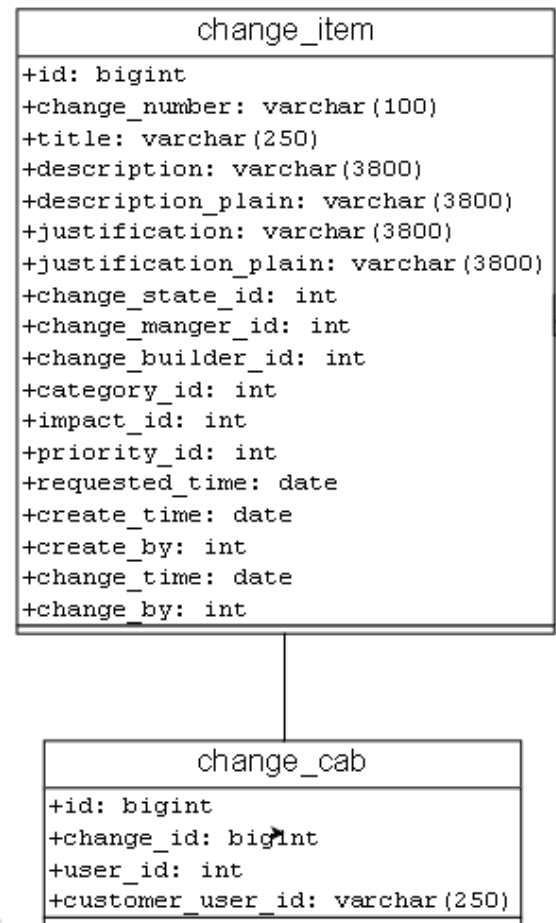 change_item
+id: bigint
+change_number: varchar(100)
+title: varchar(250)
+description: varchar(3800)
+description_plain: varchar(3800)
+justification: varchar(3800)
+justification_plain: varchar(3800)
+change_state_id: int
+change_manger_id: int
+change_builder_id: int
+category_id: int
+impact_id: int
+priority_id: int
+requested_time: date
+create_time: date
+create_by: int
+change_time: date
+change_by: int
change_cab
+id: bigint
+change_id: bigint
+user_id: int
+customer_user_id: varchar(250)